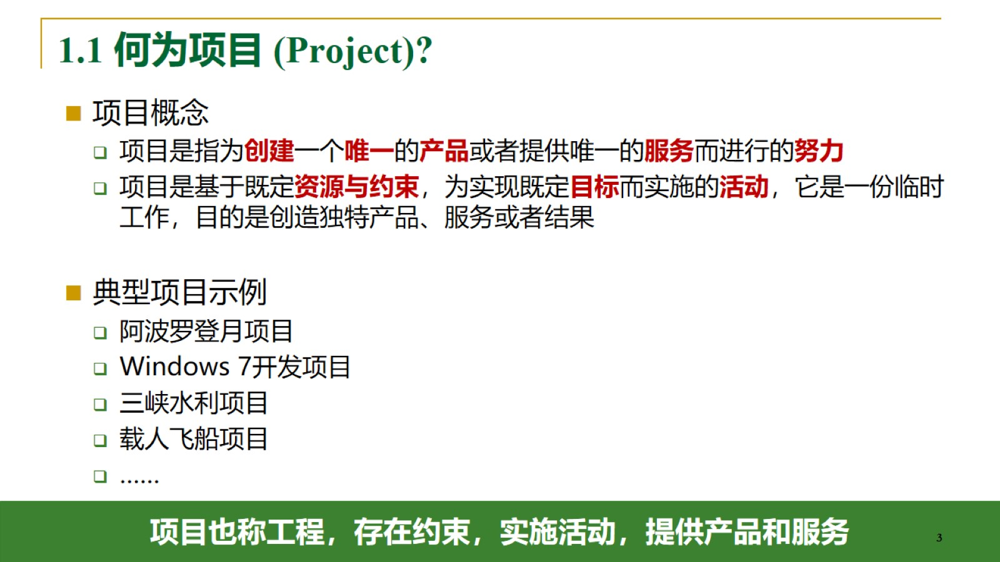 1.1 何为项目 (Project)?
项目概念
项目是指为创建一个唯一的产品或者提供唯一的服务而进行的努力
项目是基于既定资源与约束，为实现既定目标而实施的活动，它是一份临时
工作，目的是创造独特产品、服务或者结果
典型项目示例
阿波罗登月项目
Windows 7开发项目
三峡水利项目
载人飞船项目
......
项目也称工程，存在约束，实施活动，提供产品和服务
3